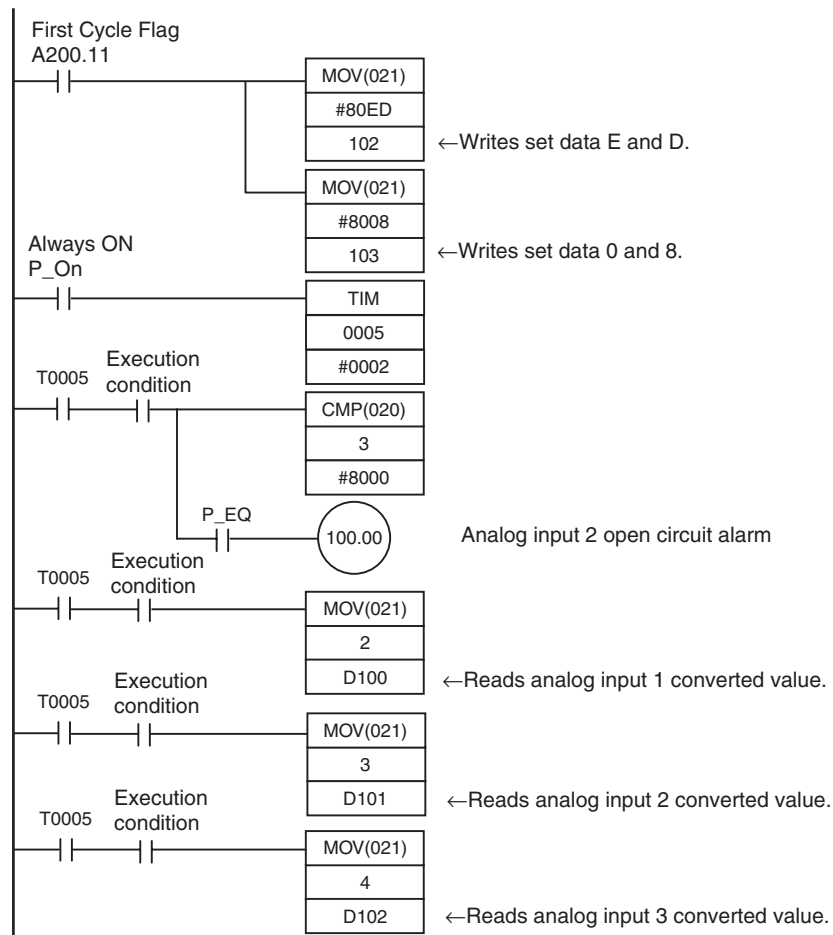 First Cycle Flag
A200.11
MOV(021)
#80ED
102
←Writes set data E and D.
MOV(021)
#8008
103
←Writes set data 0 and 8.
Always ON
P_On
TIM
0005
#0002
T0005
Execution
condition
CMP(020)
3
#8000
P_EQ
100.00
Analog input 2 open circuit alarm
T0005
Execution
condition
MOV(021)
2
D100
←Reads analog input 1 converted value.
T0005
Execution
condition
MOV(021)
3
D101
←Reads analog input 2 converted value.
T0005
Execution
condition
MOV(021)
4
D102
←Reads analog input 3 converted value.